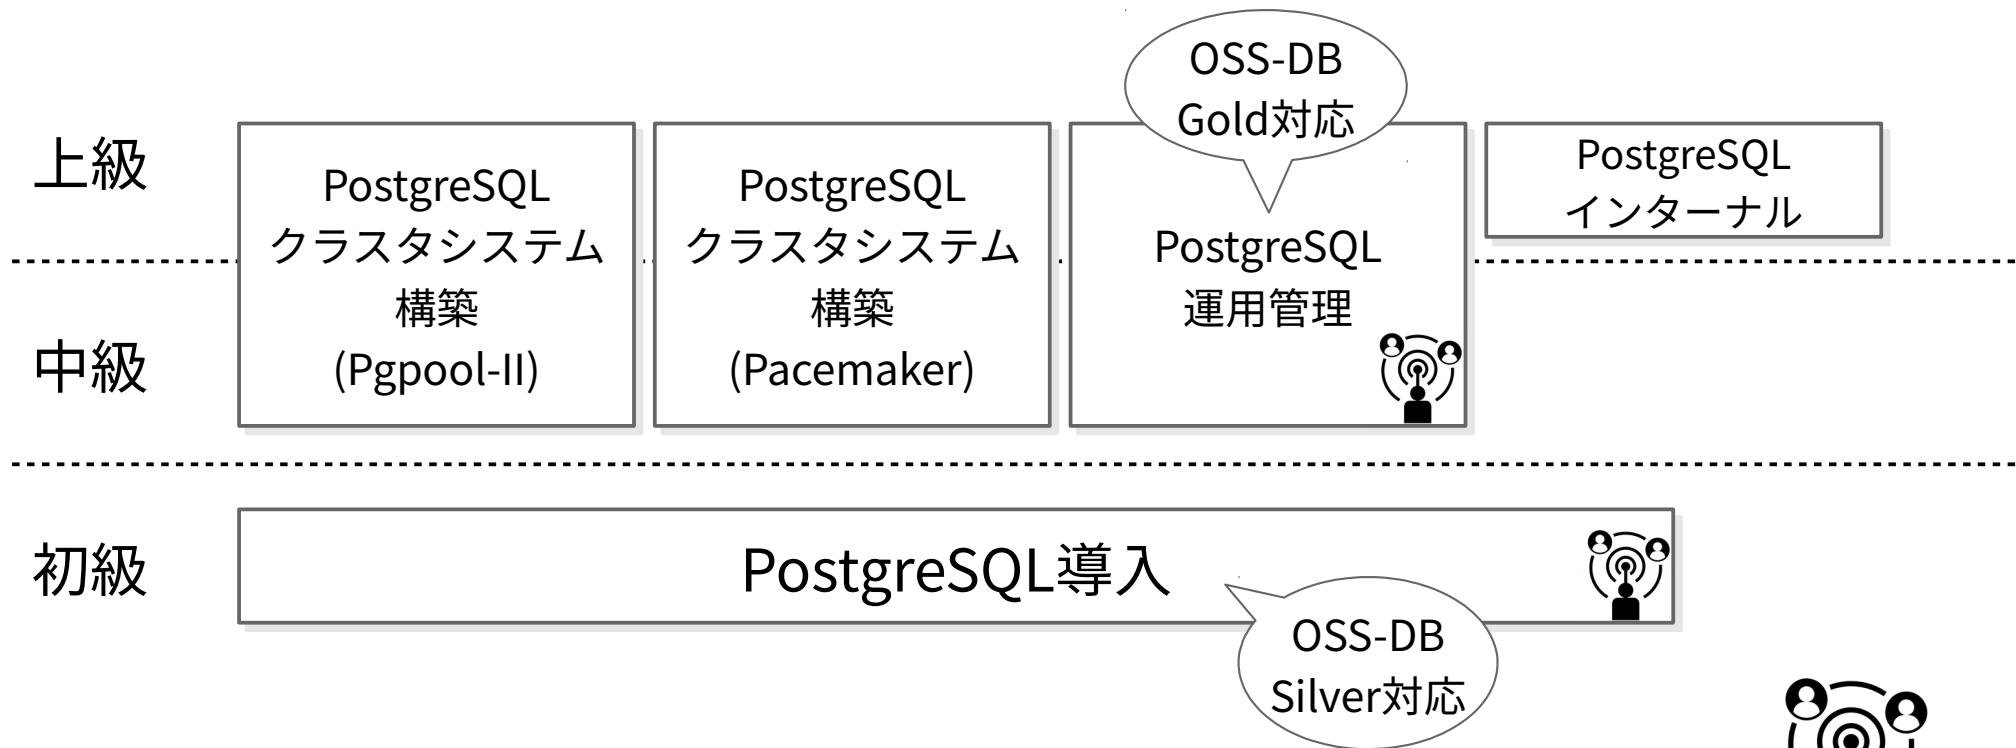 OSS-DB
Gold対応
上級
PostgreSQL
クラスタシステム
構築
(Pgpool-II)
PostgreSQL
クラスタシステム
構築
(Pacemaker)
PostgreSQL
運用管理
PostgreSQL
インターナル
中級
初級
PostgreSQL導入
OSS-DB
Silver対応